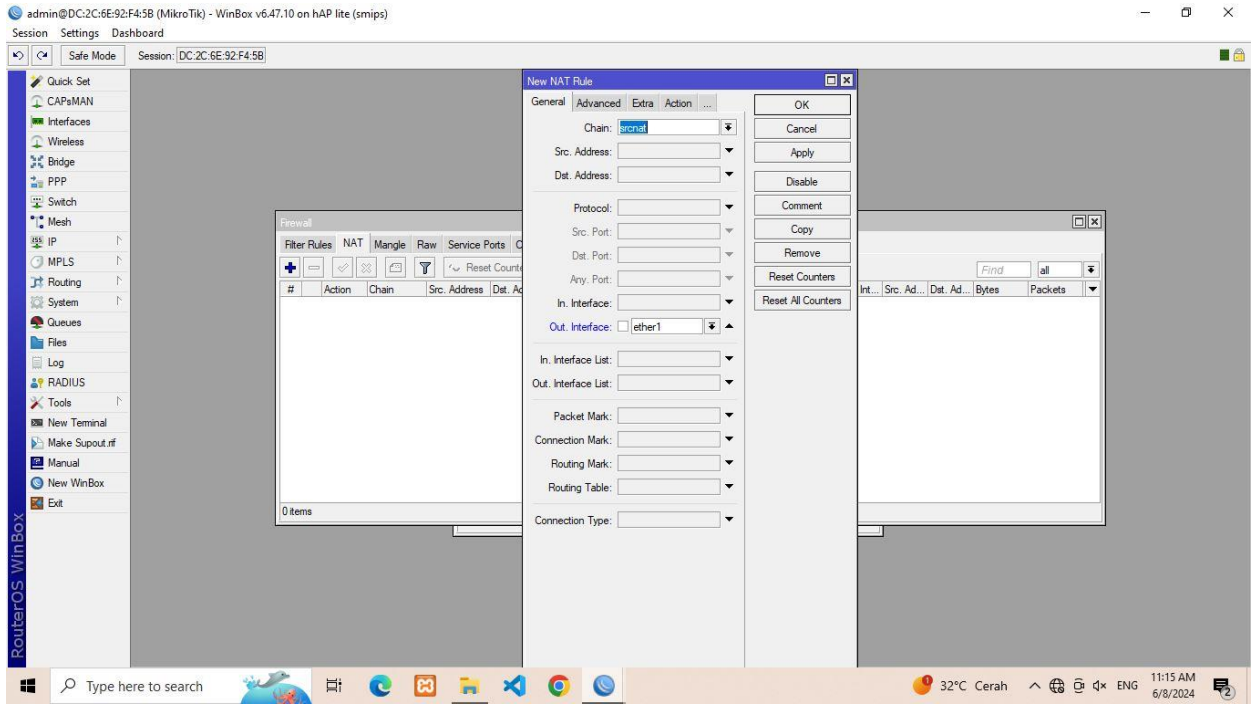 admin@DC:2C:6E:92:F4:5B (MikroTik) - WinBox v6.47.10 on hAP lite (smips)
Session Settings Dashboard
Safe Mode Session: DC:2C:6E:92:F4:5B
Quick Set
CAPsMAN
Interfaces
Wireless
Bridge
PPP
Switch
Mesh
IP
MPLS
Routing
System
Queues
Files
Log
RADIUS
Tools
New Terminal
Make Supout.rif
Manual
New WinBox
Exit
RouterOS WinBox
Firewall
Filter Rules NAT Mangle Raw Service Ports C
Reset Counte
Find all
# Action Chain Src. Address Dst. Ad
Int... Src. Ad... Dst. Ad... Bytes Packets
0 items
New NAT Rule
General Advanced Extra Action ...
Chain: srcnat
Src. Address:
Dst. Address:
Protocol:
Src. Port:
Dst. Port:
Any. Port:
In. Interface:
Out. Interface: ether1
In. Interface List:
Out. Interface List:
Packet Mark:
Connection Mark:
Routing Mark:
Routing Table:
Connection Type:
OK
Cancel
Apply
Disable
Comment
Copy
Remove
Reset Counters
Reset All Counters
Type here to search
32°C Cerah
ENG
11:15 AM
6/8/2024
2